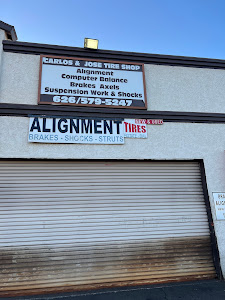 CARLOS & JOSE TIRE SHOP
Alignment
Computer Balance
Brakes Axels
Suspension Work & Shocks
626/579-5247
ALIGNMENT
BRAKES - SHOCKS - STRUTS
NEW & USED
TIRES